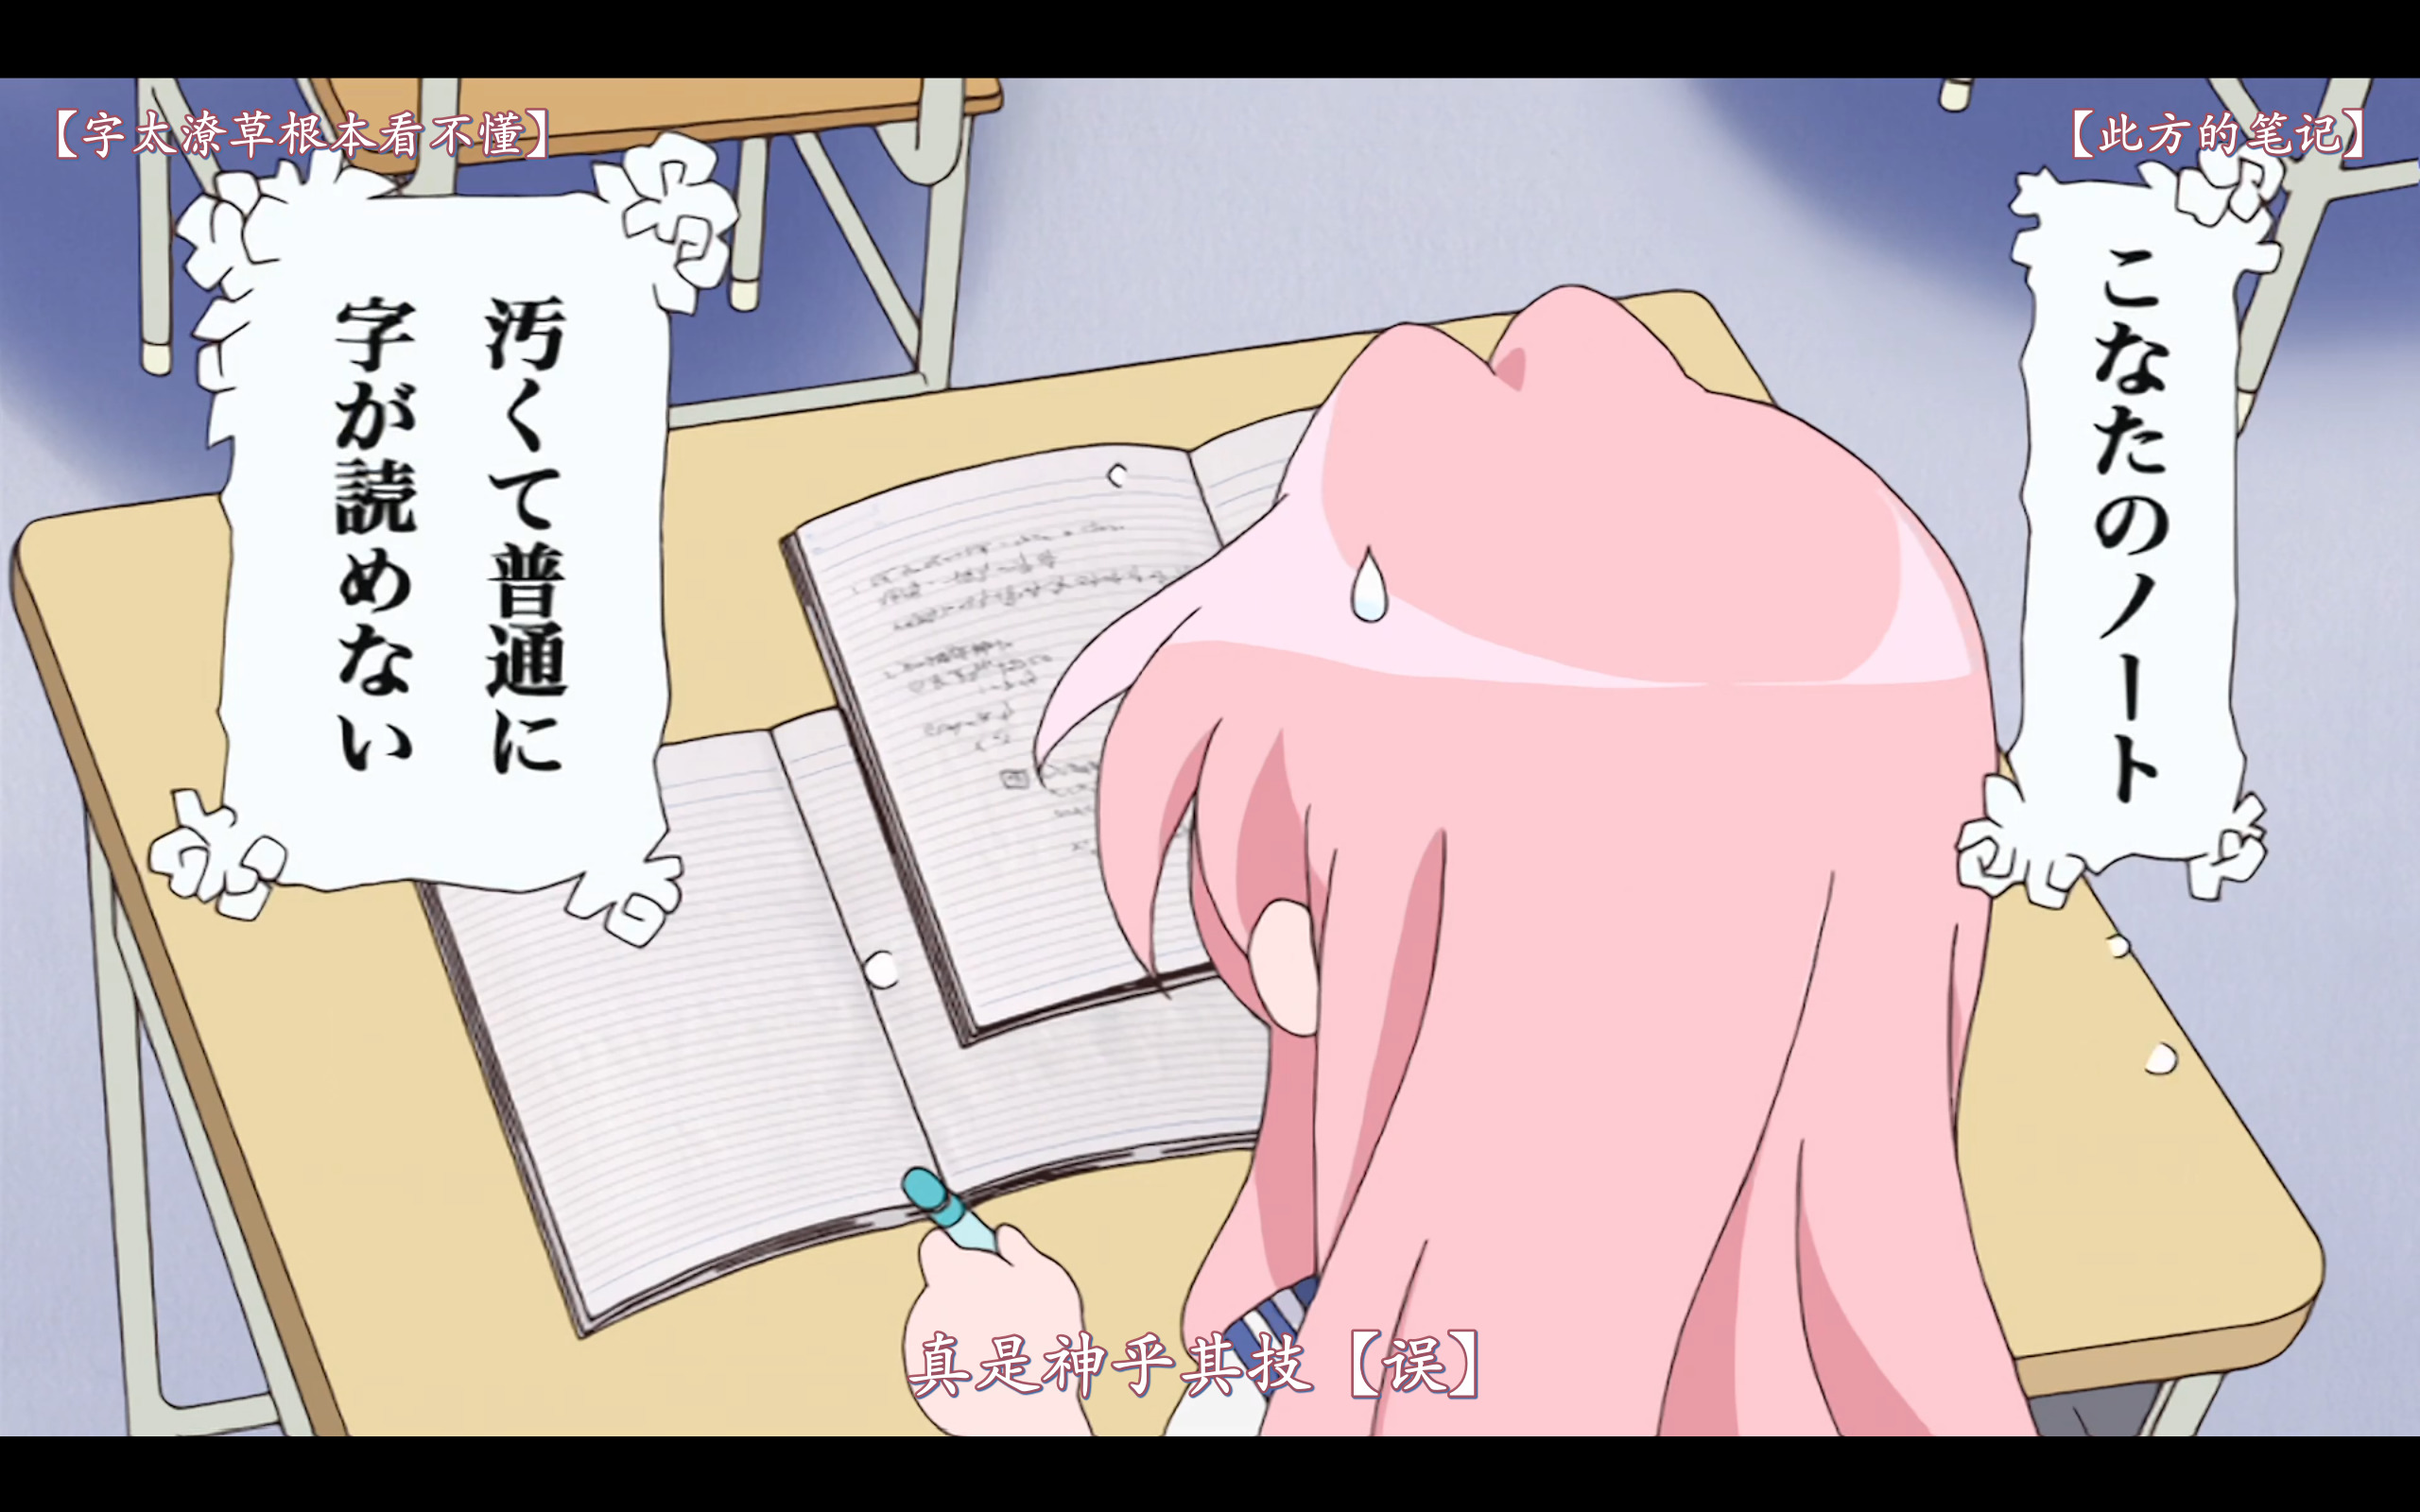 【此方的笔记】
こなたのノート
【字太潦草根本看不懂】
汚くて普通に
字が読めない
真是神乎其技【误】